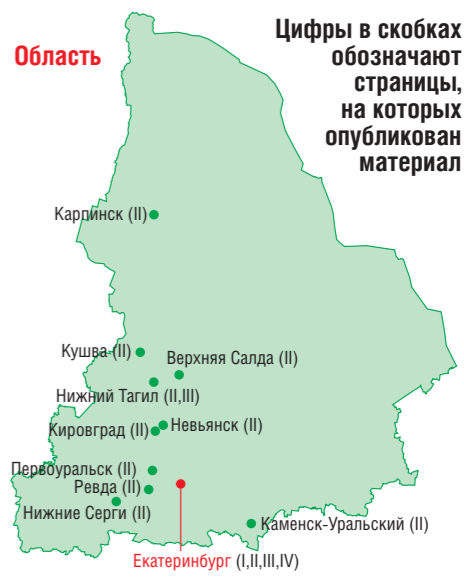 Цифры в скобках
обозначают
страницы,
на которых
опубликован
материал
Область
Карпинск (II)
Кушва (II)
Верхняя Салда (II)
Нижний Тагил (II,III)
Невьянск (II)
Кировград (II)
Первоуральск (II)
Ревда (II)
Нижние Серги (II)
Каменск-Уральский (II)
Екатеринбург (I,II,III,IV)